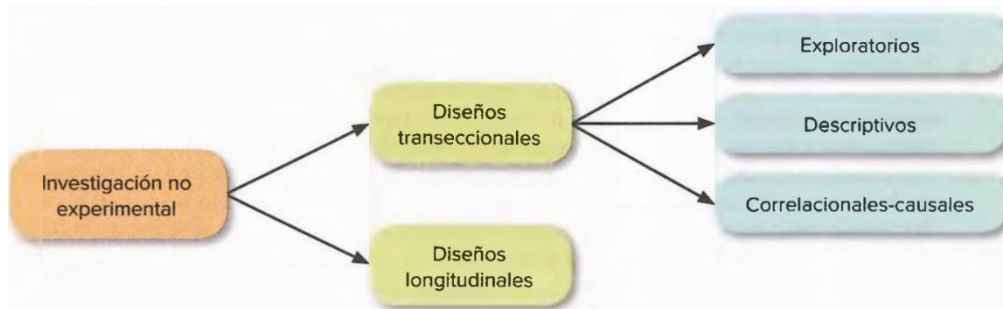 Investigación no
experimental
Diseños
transeccionales
Diseños
longitudinales
Exploratorios
Descriptivos
Correlacionales-causales